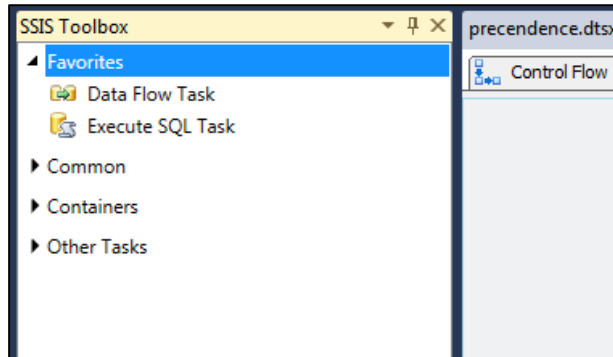 SSIS Toolbox
Favorites
Data Flow Task
Execute SQL Task
Common
Containers
Other Tasks
precendence.dtsx
Control Flow